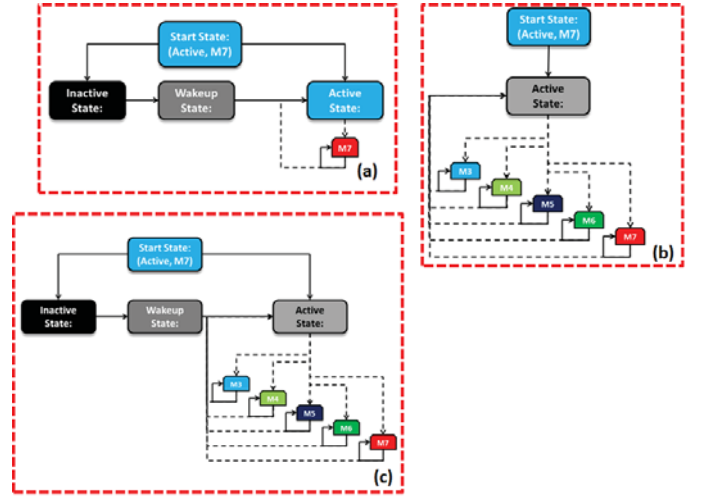 Start State:
(Active, M7)
Inactive
State:
Wakeup
State:
Active
State:
M7
(a)
Start State:
(Active, M7)
Active
State:
M3
M4
M5
M6
M7
(b)
Start State:
(Active, M7)
Inactive
State:
Wakeup
State:
Active
State:
M3
M4
M5
M6
M7
(c)